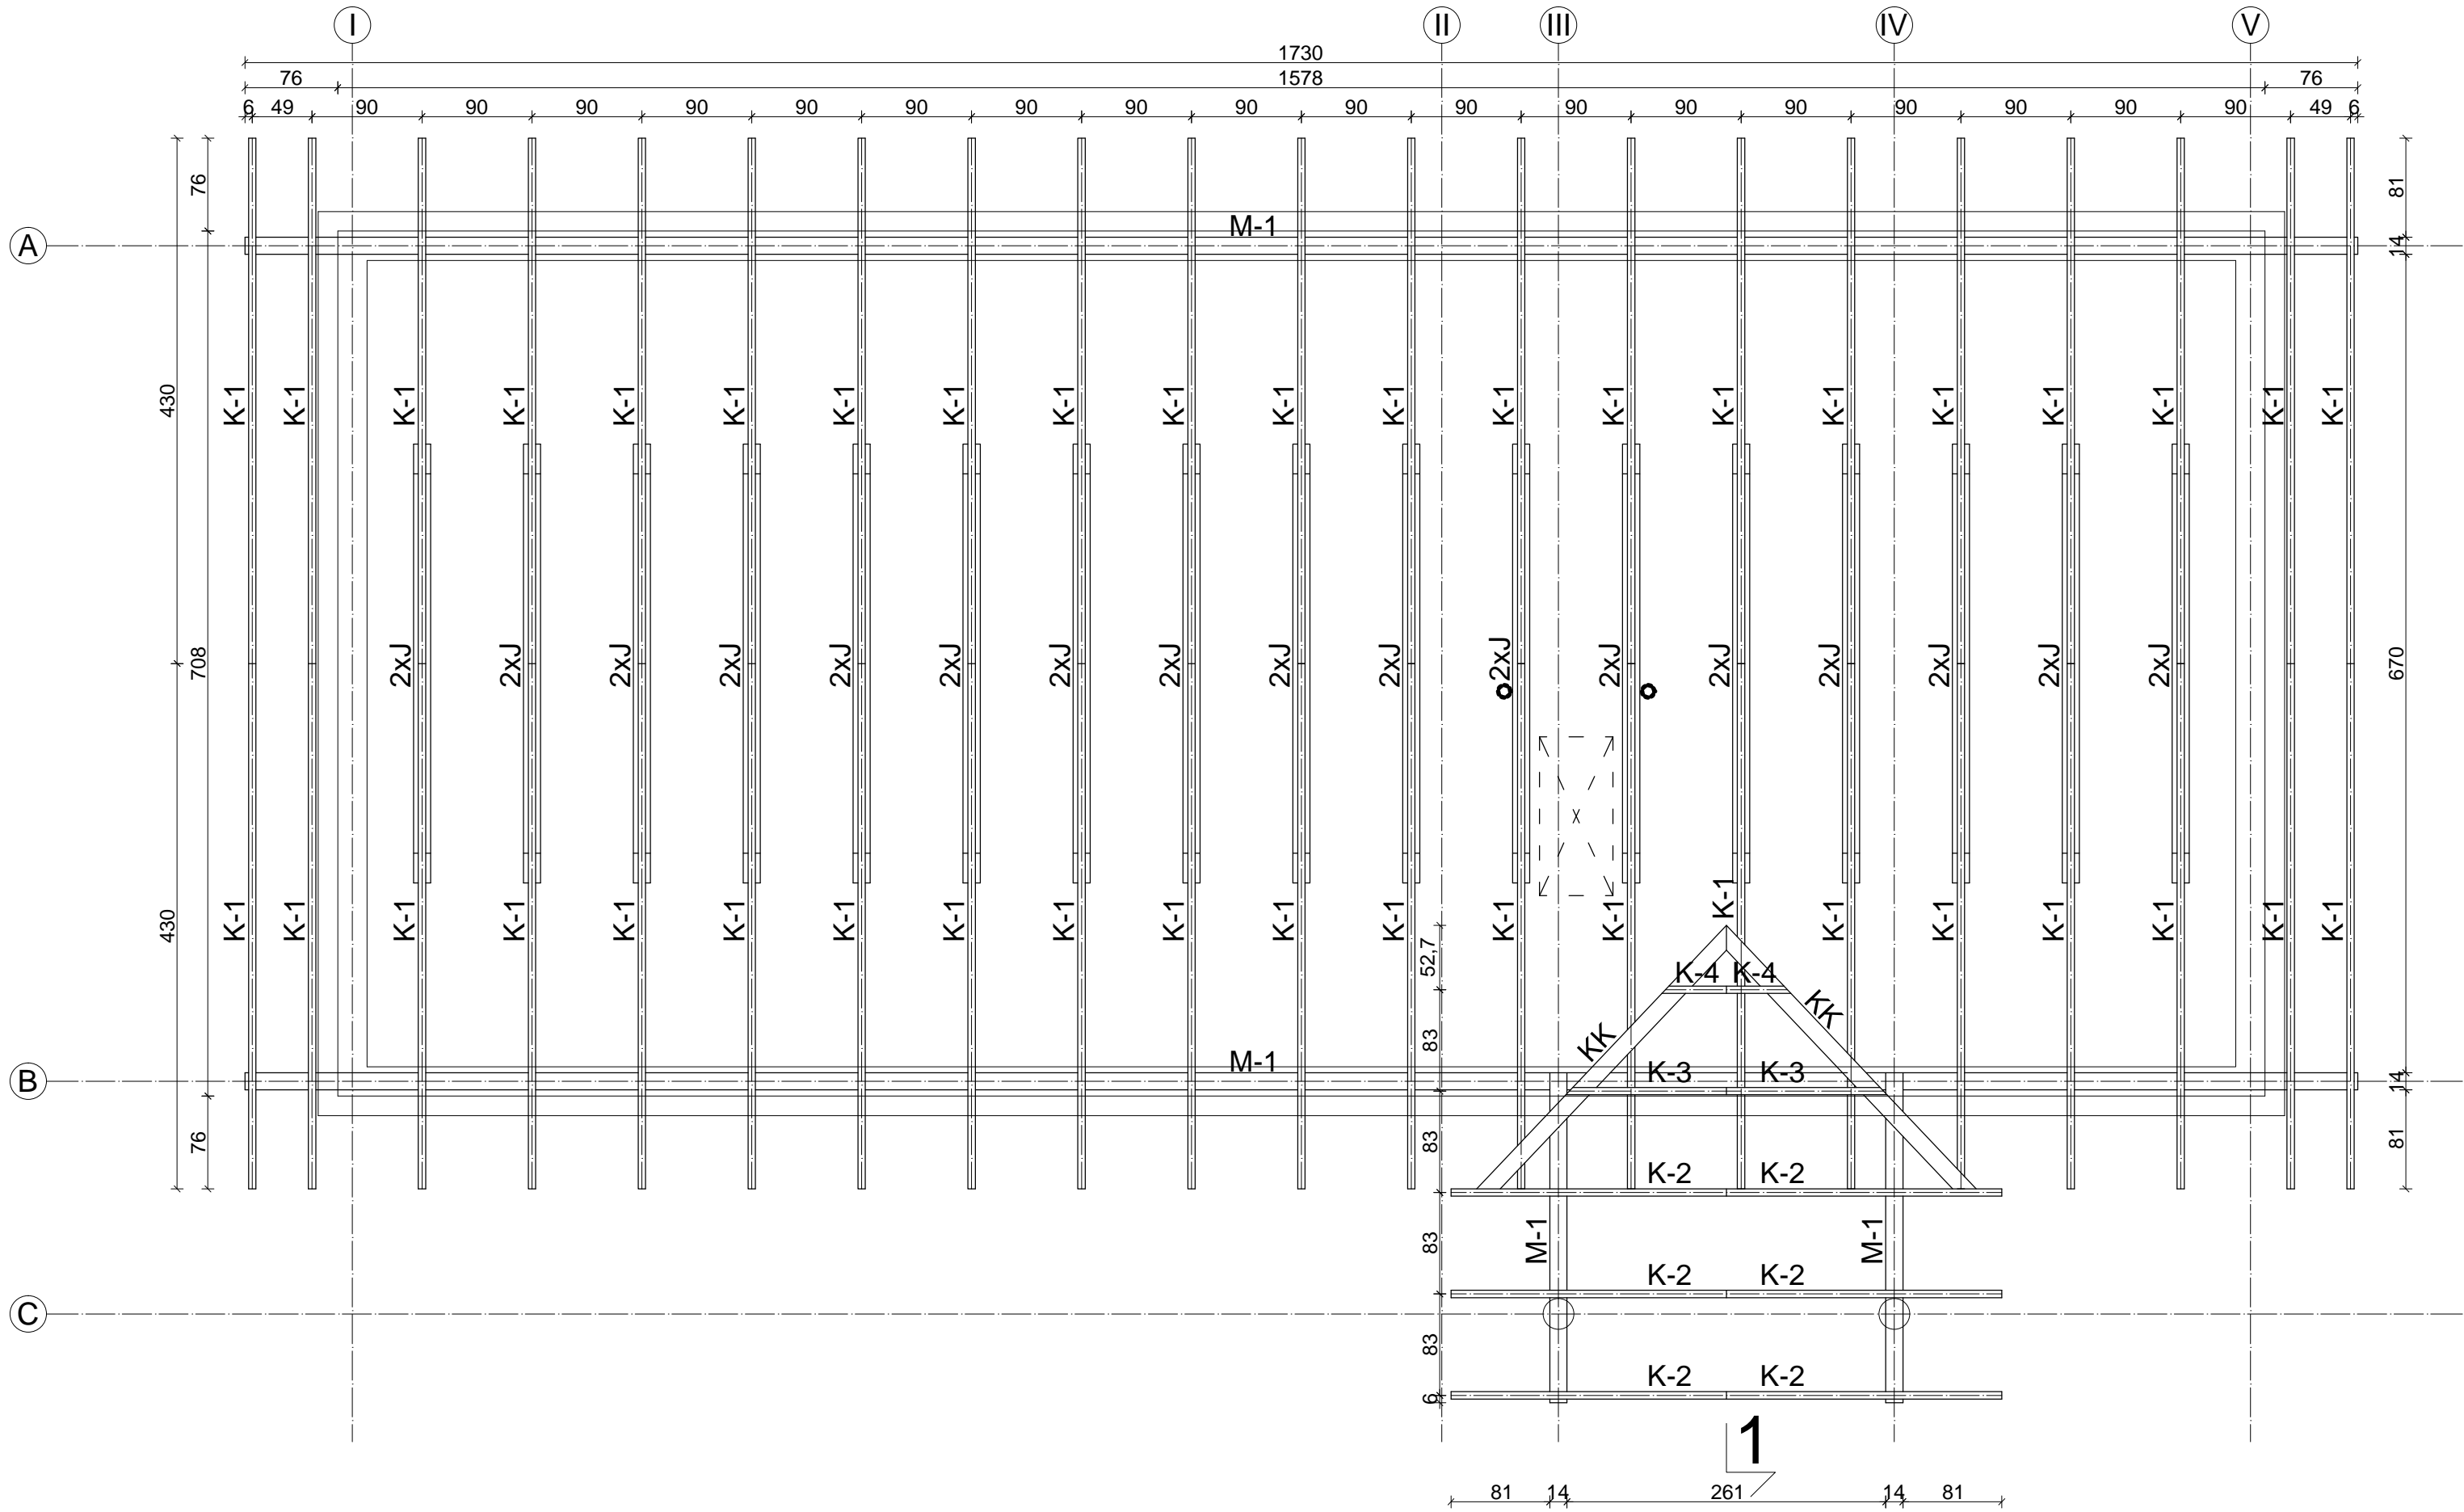 I II III IV V
1730
76 1578 76
6 49 90 90 90 90 90 90 90 90 90 90 90 90 90 90 90 90 90 90 49 6
76 81
A M-1 14
430 K-1 K-1 K-1 K-1 K-1 K-1 K-1 K-1 K-1 K-1 K-1 K-1 K-1 K-1 K-1 K-1 K-1 K-1 K-1 K-1 K-1
708 2xJ 2xJ 2xJ 2xJ 2xJ 2xJ 2xJ 2xJ 2xJ 2xJ 2xJ 2xJ 2xJ 2xJ 2xJ 2xJ 2xJ 670
430 K-1 K-1 K-1 K-1 K-1 K-1 K-1 K-1 K-1 K-1 K-1 K-1 K-1 K-1 K-1 K-1 K-1 K-1 K-1 K-1 K-1
52,7 K-4 K-4
83 KK KK
B M-1 K-3 K-3 14
76 83 K-2 K-2 81
83 M-1 M-1
K-2 K-2
C
83
6 K-2 K-2
1
81 14 261 14 81